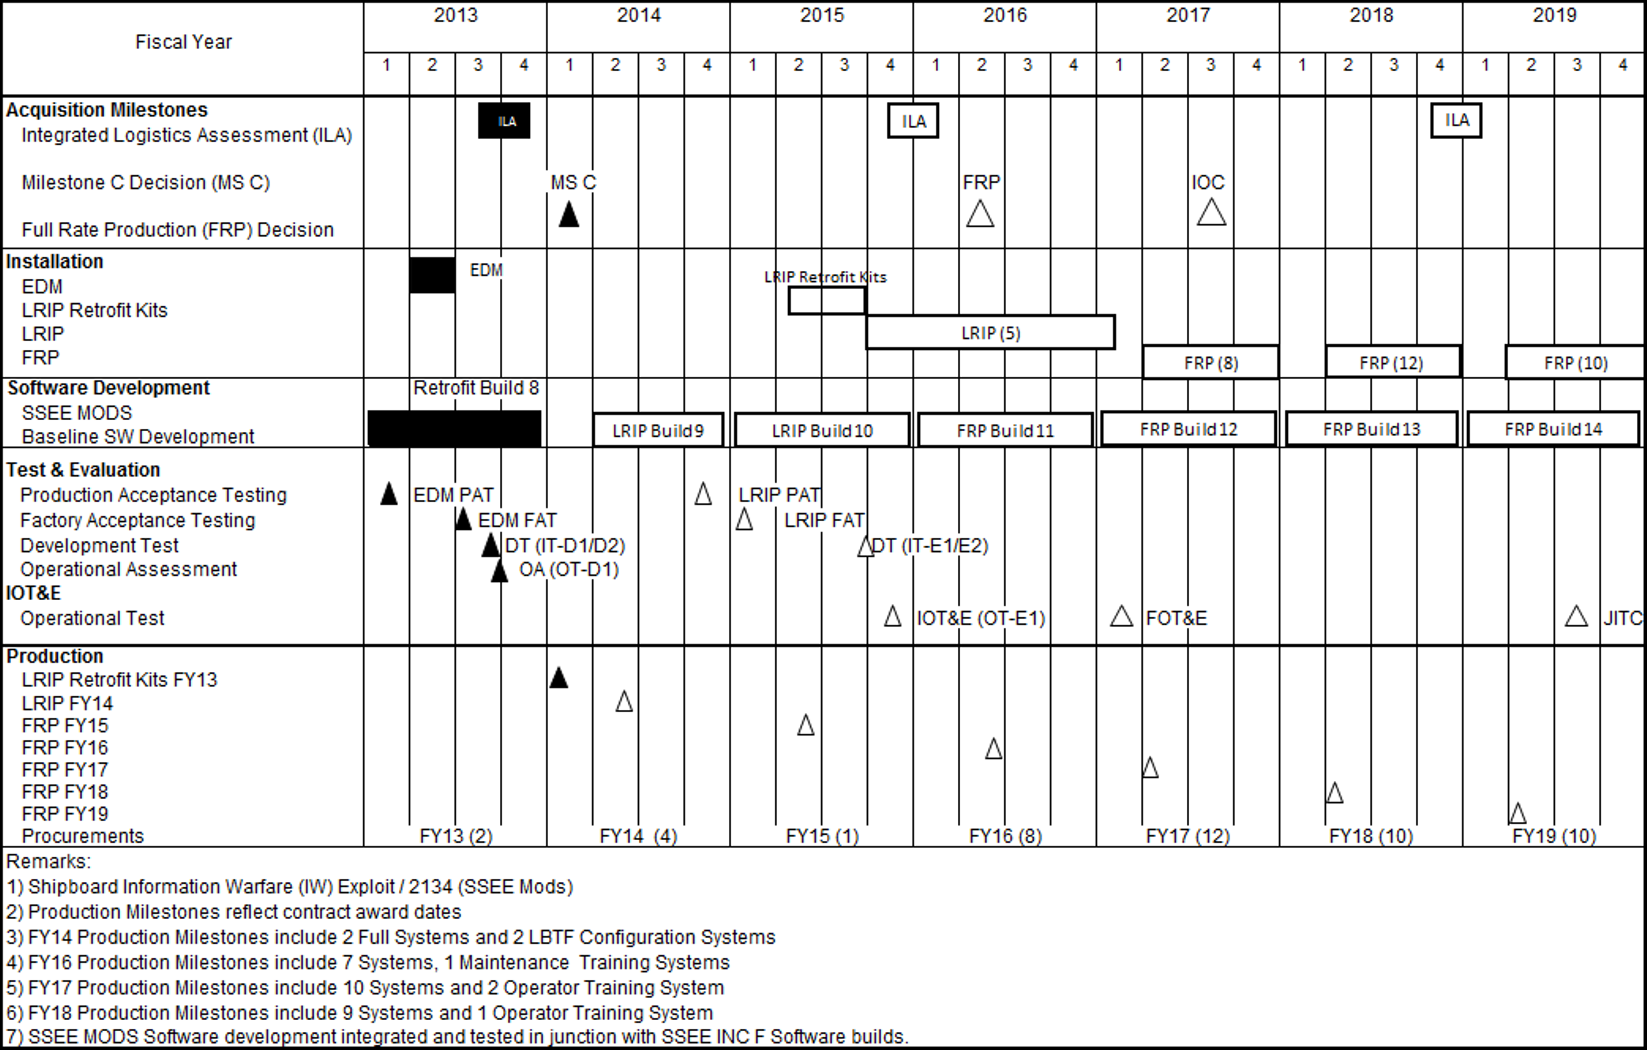 Fiscal Year
2013 2014 2015 2016 2017 2018 2019
1 2 3 4 1 2 3 4 1 2 3 4 1 2 3 4 1 2 3 4 1 2 3 4 1 2 3 4
Acquisition Milestones
ILA ILA ILA
Integrated Logistics Assessment (ILA)
Milestone C Decision (MS C) MS C FRP IOC
Full Rate Production (FRP) Decision
Installation
EDM EDM
LRIP Retrofit Kits
LRIP Retrofit Kits
LRIP LRIP (5)
FRP FRP (8) FRP (12) FRP (10)
Software Development Retrofit Build 8
SSEE MODS
Baseline SW Development LRIP Build 9 LRIP Build 10 FRP Build 11 FRP Build 12 FRP Build 13 FRP Build 14
Test & Evaluation
Production Acceptance Testing EDM PAT LRIP PAT
Factory Acceptance Testing EDM FAT LRIP FAT
Development Test DT (IT-D1/D2) DT (IT-E1/E2)
Operational Assessment OA (OT-D1)
IOT&E
Operational Test IOT&E (OT-E1) FOT&E JITC
Production
LRIP Retrofit Kits FY13
LRIP FY14
FRP FY15
FRP FY16
FRP FY17
FRP FY18
FRP FY19
Procurements FY13 (2) FY14 (4) FY15 (1) FY16 (8) FY17 (12) FY18 (10) FY19 (10)
Remarks:
1) Shipboard Information Warfare (IW) Exploit / 2134 (SSEE Mods)
2) Production Milestones reflect contract award dates
3) FY14 Production Milestones include 2 Full Systems and 2 LBTF Configuration Systems
4) FY16 Production Milestones include 7 Systems, 1 Maintenance Training Systems
5) FY17 Production Milestones include 10 Systems and 2 Operator Training System
6) FY18 Production Milestones include 9 Systems and 1 Operator Training System
7) SSEE MODS Software development integrated and tested in junction with SSEE INC F Software builds.